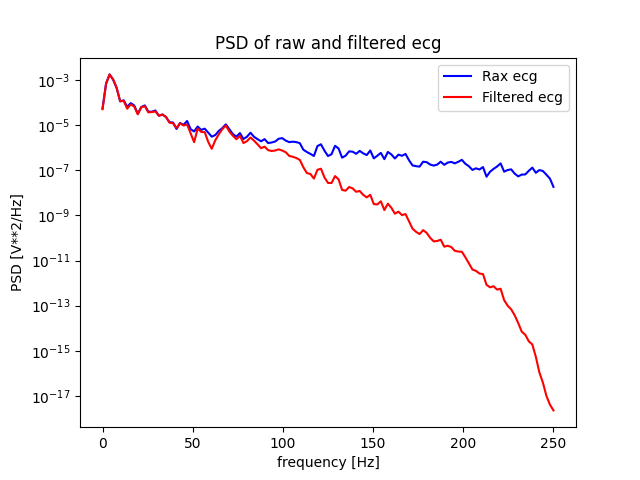 PSD of raw and filtered ecg
Rax ecg
Filtered ecg
PSD [V**2/Hz]
10⁻³
10⁻⁵
10⁻⁷
10⁻⁹
10⁻¹¹
10⁻¹³
10⁻¹⁵
10⁻¹⁷
0 50 100 150 200 250
frequency [Hz]